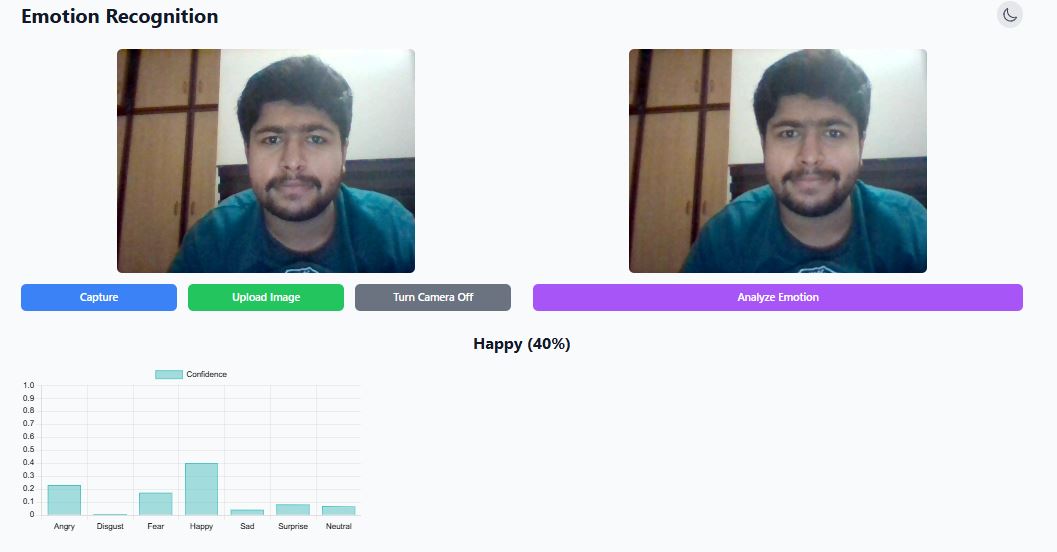 Emotion Recognition
Capture
Upload Image
Turn Camera Off
Analyze Emotion
Happy (40%)
Confidence
1.0
0.9
0.8
0.7
0.6
0.5
0.4
0.3
0.2
0.1
0
Angry
Disgust
Fear
Happy
Sad
Surprise
Neutral